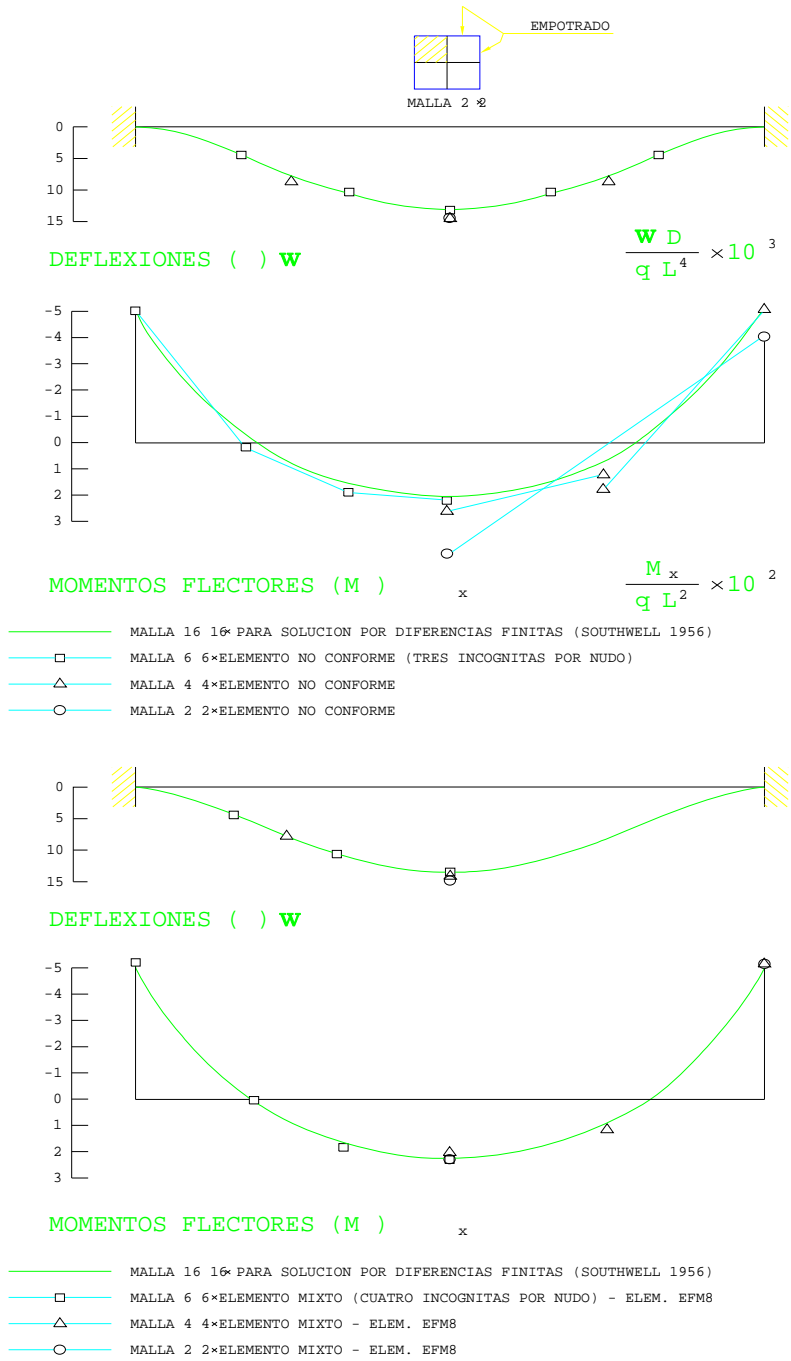 EMPOTRADO
MALLA 2 × 2
0
5
10
15
DEFLEXIONES ( ) W
W D
q L4
×10 3
-5
-4
-3
-2
-1
0
1
2
3
MOMENTOS FLECTORES (M ) x
M x
q L2
×10 2
MALLA 16 16× PARA SOLUCION POR DIFERENCIAS FINITAS (SOUTHWELL 1956)
MALLA 6 6×ELEMENTO NO CONFORME (TRES INCOGNITAS POR NUDO)
MALLA 4 4×ELEMENTO NO CONFORME
MALLA 2 2×ELEMENTO NO CONFORME
0
5
10
15
DEFLEXIONES ( ) W
-5
-4
-3
-2
-1
0
1
2
3
MOMENTOS FLECTORES (M ) x
MALLA 16 16× PARA SOLUCION POR DIFERENCIAS FINITAS (SOUTHWELL 1956)
MALLA 6 6×ELEMENTO MIXTO (CUATRO INCOGNITAS POR NUDO) - ELEM. EFM8
MALLA 4 4×ELEMENTO MIXTO - ELEM. EFM8
MALLA 2 2×ELEMENTO MIXTO - ELEM. EFM8